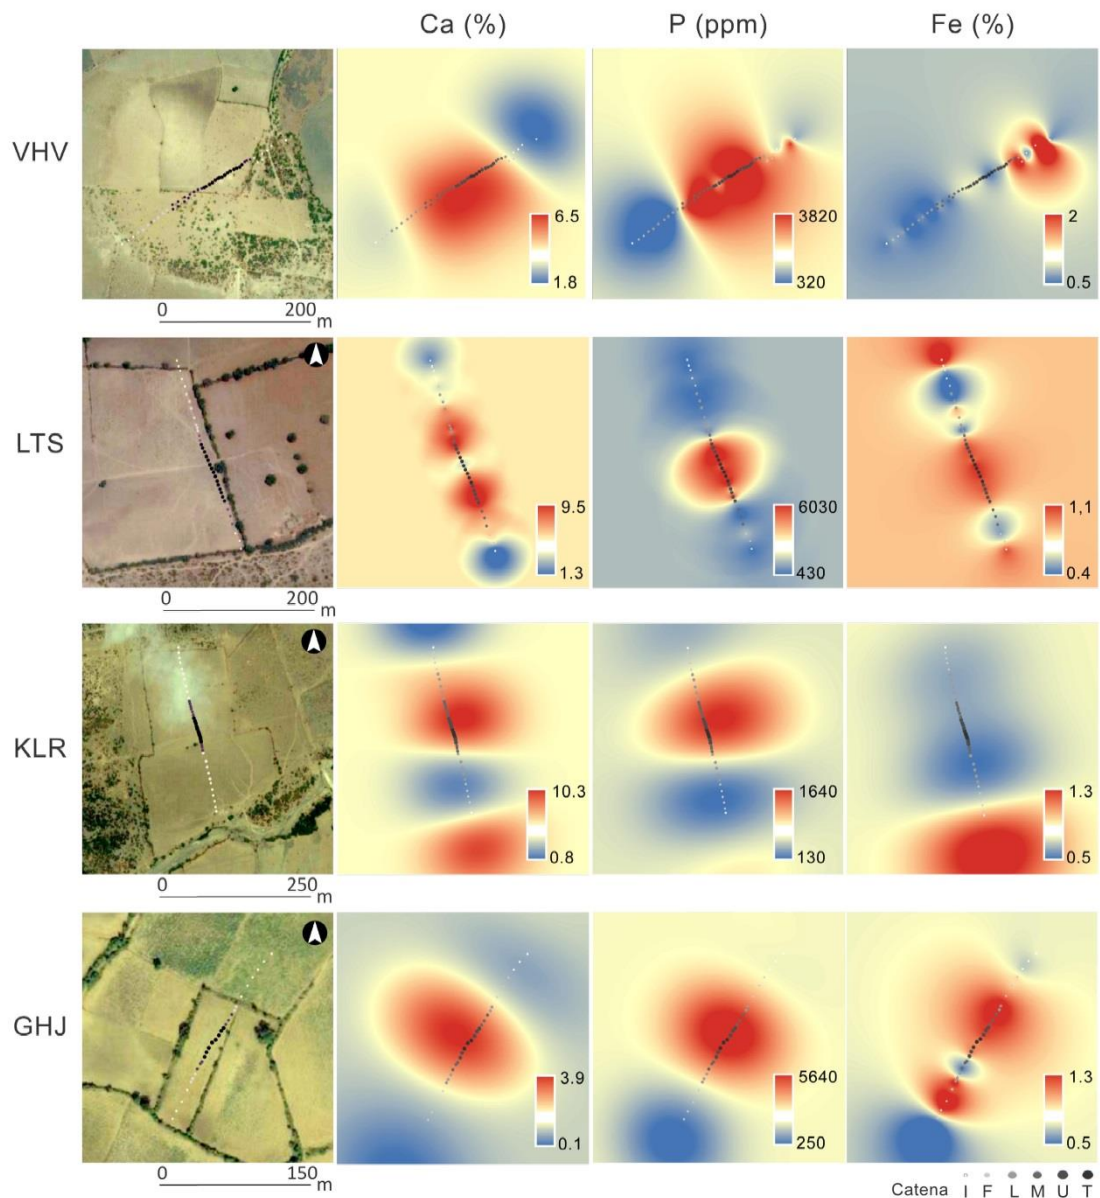 Ca (%) P (ppm) Fe (%)
VHV
6.5 3820 2
1.8 320 0.5
0 200 m
LTS
9.5 6030 1,1
1.3 430 0.4
0 200 m
KLR
10.3 1640 1.3
0.8 130 0.5
0 250 m
GHJ
3.9 5640 1.3
0.1 250 0.5
0 150 m
Catena I F L M U T